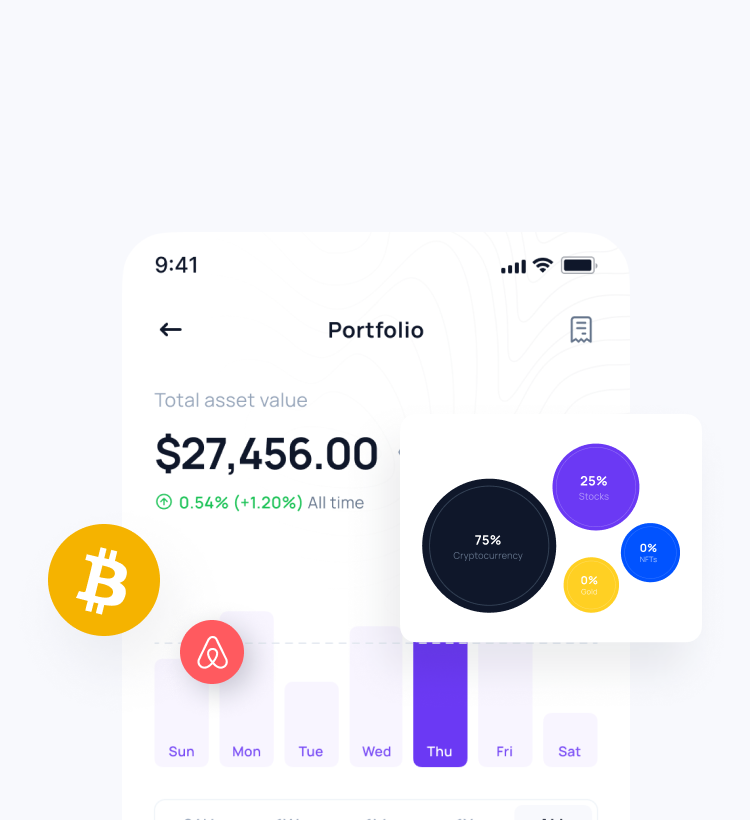 9:41
Portfolio
Total asset value
$27,456.00
0.54% (+1.20%) All time
75%
Cryptocurrency
25%
Stocks
0%
NFTs
0%
Gold
Sun Mon Tue Wed Thu Fri Sat